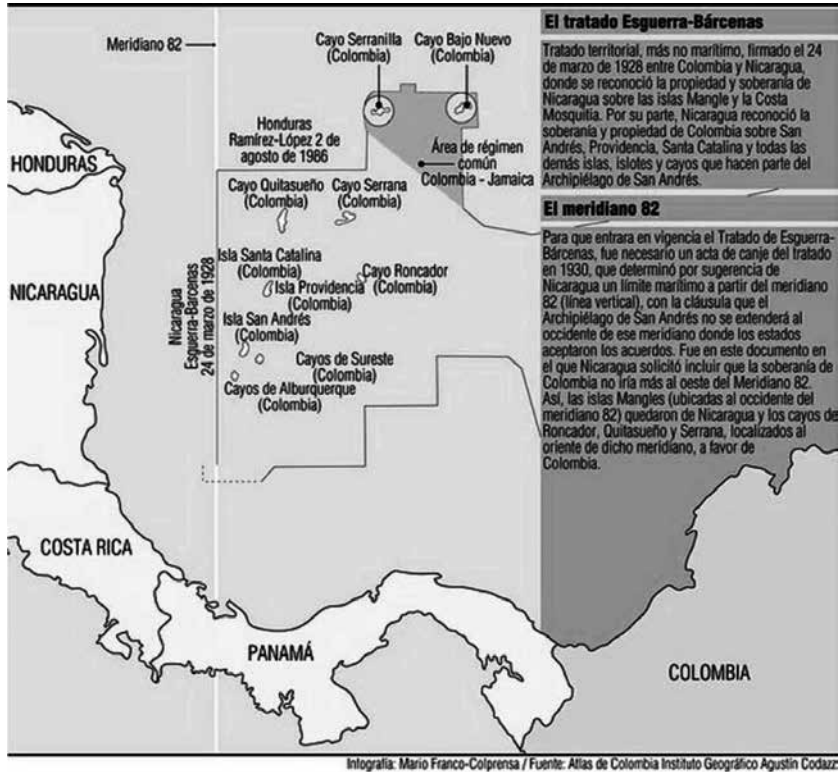 Meridiano 82
Cayo Serranilla
(Colombia)
Cayo Bajo Nuevo
(Colombia)
Honduras
Ramírez-López 2 de
agosto de 1986
Área de régimen
común
Colombia - Jamaica
HONDURAS
Cayo Quitasueño
(Colombia)
Cayo Serrana
(Colombia)
Isla Santa Catalina
(Colombia)
Isla Providencia
(Colombia)
Cayo Roncador
(Colombia)
NICARAGUA
Nicaragua
Esguerra-Bárcenas
24 de marzo de 1928
Isla San Andrés
(Colombia)
Cayos de Sureste
(Colombia)
Cayos de Alburquerque
(Colombia)
COSTA RICA
PANAMÁ
COLOMBIA
El tratado Esguerra-Bárcenas
Tratado territorial, más no marítimo, firmado el 24
de marzo de 1928 entre Colombia y Nicaragua,
donde se reconoció la propiedad y soberanía de
Nicaragua sobre las islas Mangle y la Costa
Mosquitia. Por su parte, Nicaragua reconoció la
soberanía y propiedad de Colombia sobre San
Andrés, Providencia, Santa Catalina y todas las
demás islas, islotes y cayos que hacen parte del
Archipiélago de San Andrés.
El meridiano 82
Para que entrara en vigencia el Tratado de Esguerra-
Bárcenas, fue necesario un acta de canje del tratado
en 1930, que determinó por sugerencia de
Nicaragua un límite marítimo a partir del meridiano
82 (línea vertical), con la cláusula que el
Archipiélago de San Andrés no se extenderá al
occidente de ese meridiano donde los estados
aceptaron los acuerdos. Fue en este documento en
el que Nicaragua solicitó incluir que la soberanía de
Colombia no iría más al oeste del Meridiano 82.
Así, las islas Mangles (ubicadas al occidente del
meridiano 82) quedaron de Nicaragua y los cayos de
Roncador, Quitasueño y Serrana, localizados al
oriente de dicho meridiano, a favor de
Colombia.
Infografía: Mario Franco-Colprensa / Fuente: Atlas de Colombia Instituto Geográfico Agustín Codazzi